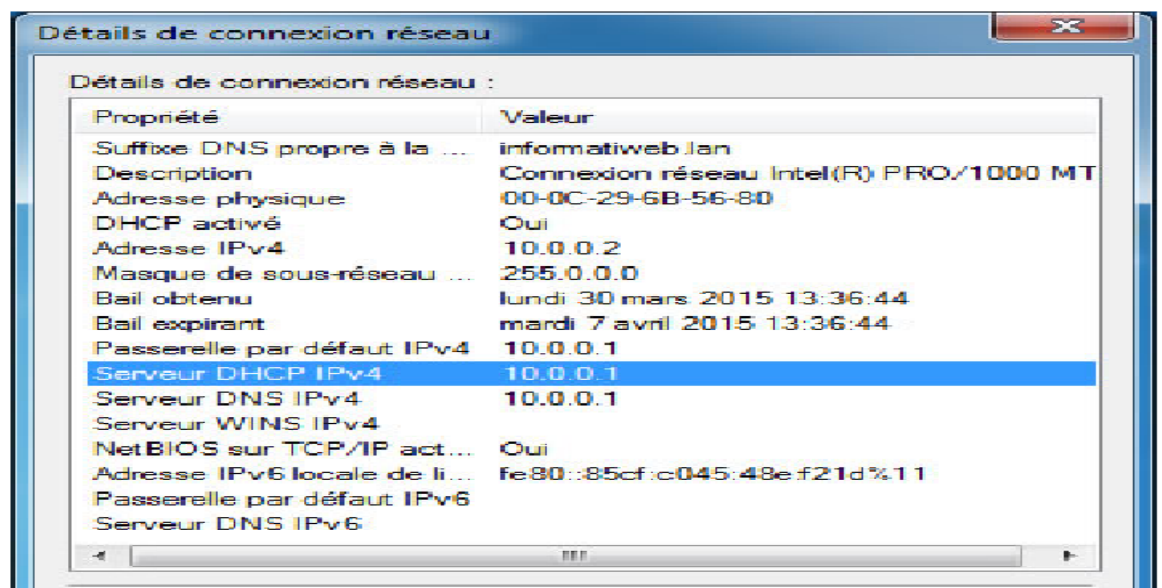 Détails de connexion réseau
Détails de connexion réseau :
Propriété Valeur
Suffixe DNS propre à la ... informatiweb.lan
Description Connexion réseau Intel(R) PRO/1000 MT
Adresse physique 00-0C-29-6B-56-80
DHCP activé Oui
Adresse IPv4 10.0.0.2
Masque de sous-réseau ... 255.0.0.0
Bail obtenu lundi 30 mars 2015 13:36:44
Bail expirant mardi 7 avril 2015 13:36:44
Passerelle par défaut IPv4 10.0.0.1
Serveur DHCP IPv4 10.0.0.1
Serveur DNS IPv4 10.0.0.1
Serveur WINS IPv4
NetBIOS sur TCP/IP act... Oui
Adresse IPv6 locale de li... fe80::85cf:c045:48e:f21d%11
Passerelle par défaut IPv6
Serveur DNS IPv6